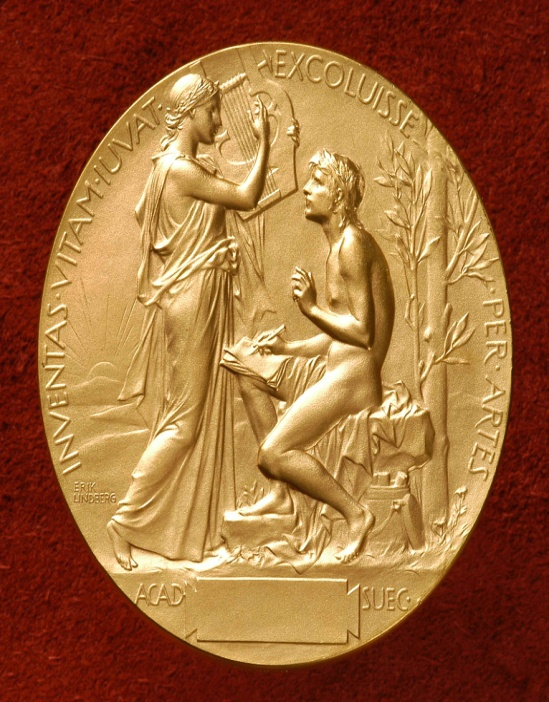 INVENTAS · VITAM · IUVAT · EXCOLUISSE · PER · ARTES
ERIK
LINDBERG
ACAD SUEC ·